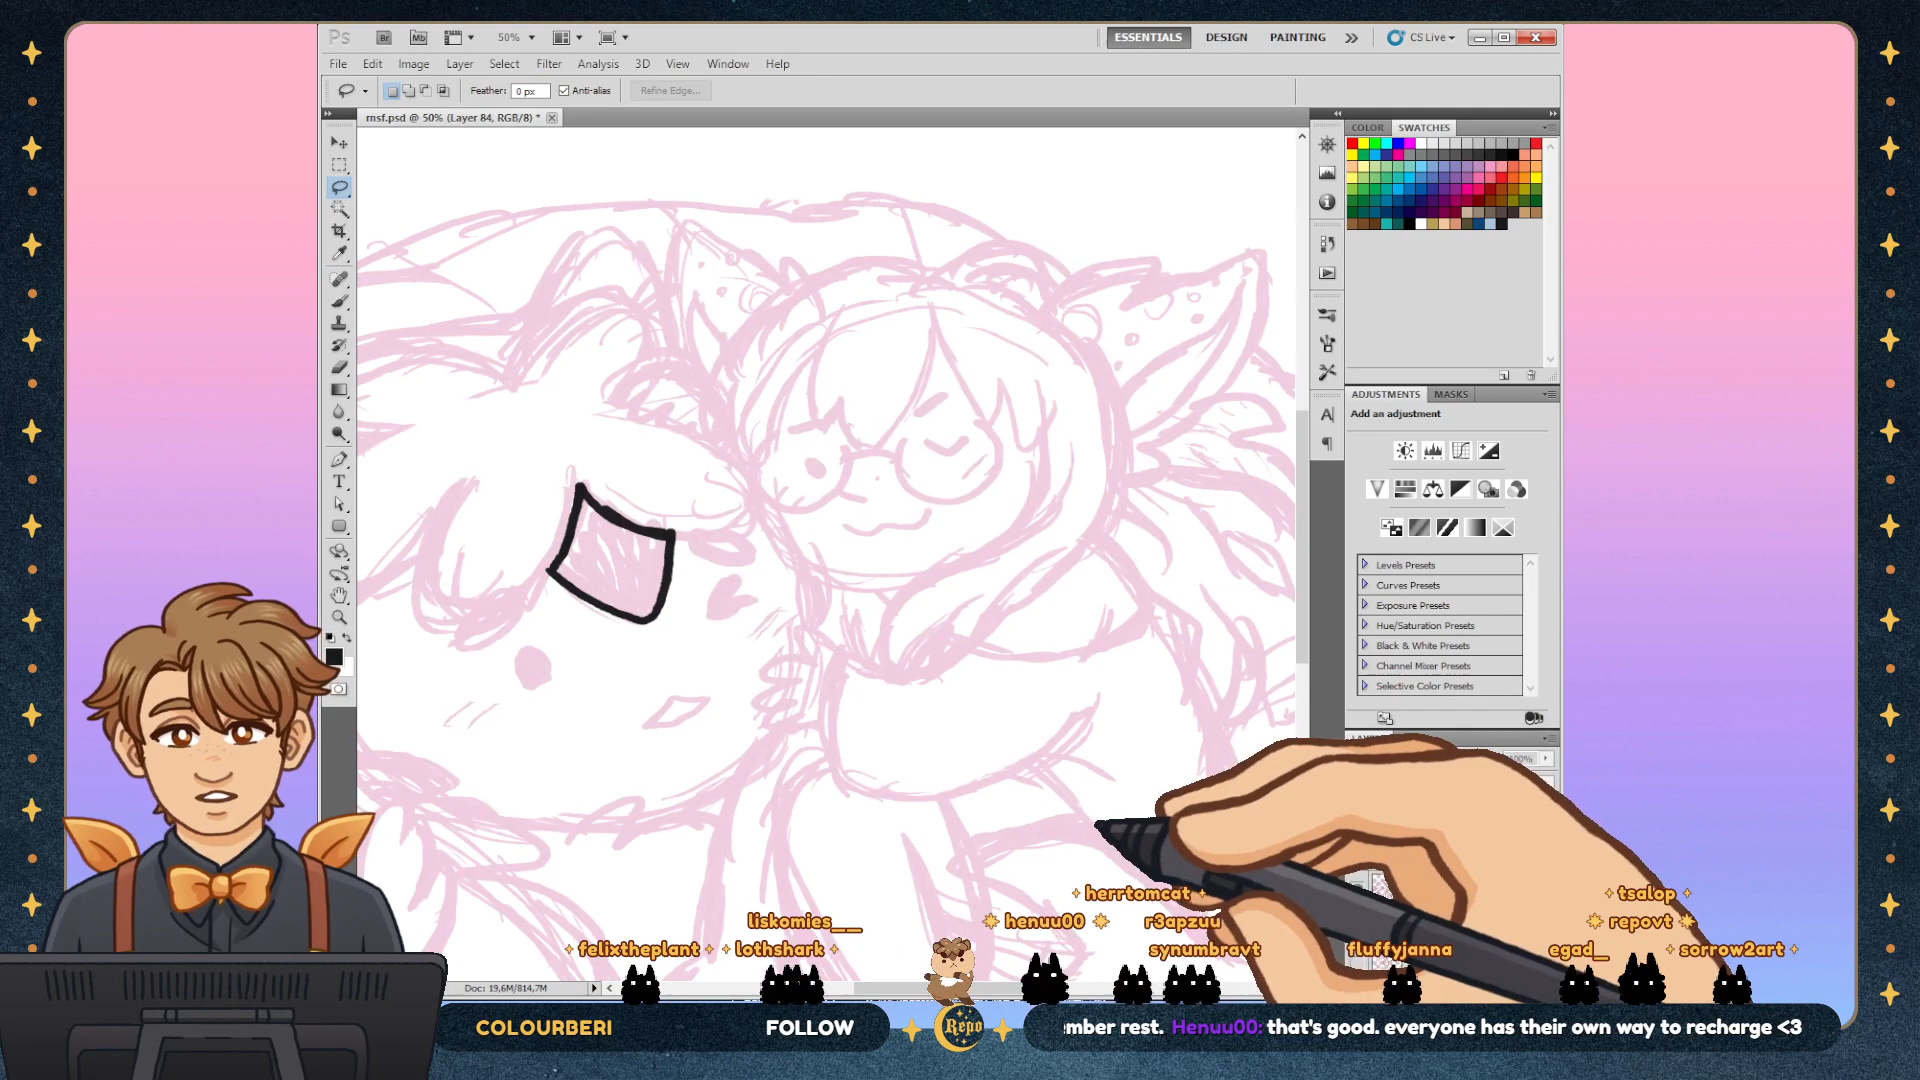 Ps Br Mb 50% ESSENTIALS DESIGN PAINTING CS Live
File Edit Image Layer Select Filter Analysis 3D View Window Help
Feather: 0 px Anti-alias Refine Edge...
rnsf.psd @ 50% (Layer 84, RGB/8) *
COLOR SWATCHES
ADJUSTMENTS MASKS
Add an adjustment
Levels Presets
Curves Presets
Exposure Presets
Hue/Saturation Presets
Black & White Presets
Channel Mixer Presets
Selective Color Presets
herrtomcat
tsalop
liskomies__
henuu00
r3apzuu
repovt
felixtheplant
lothshark
synumbravt
fluffyjanna
egad_
sorrow2art
Doc: 19,6M/814,7M
COLOURBERI
FOLLOW
Repo
mber rest. Henuu00: that's good. everyone has their own way to recharge <3